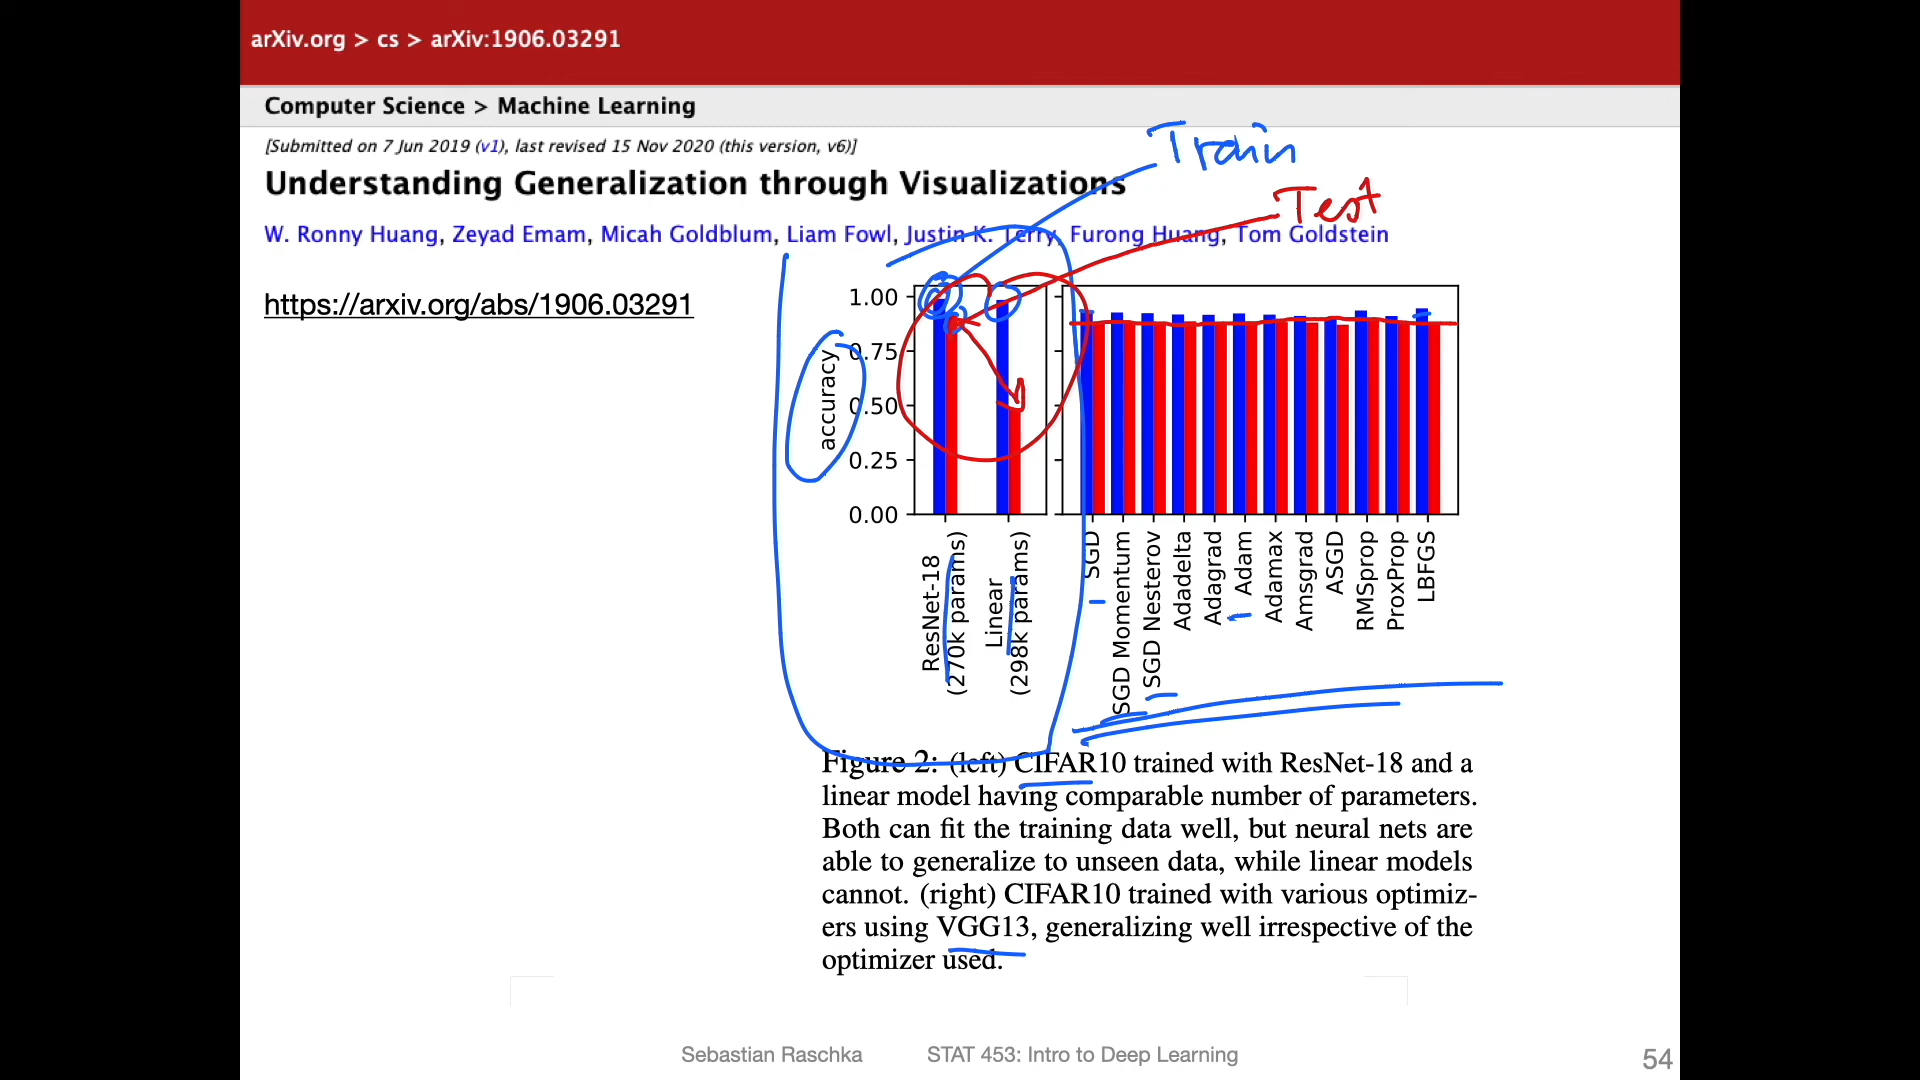 arXiv.org > cs > arXiv:1906.03291
Computer Science > Machine Learning
[Submitted on 7 Jun 2019 (v1), last revised 15 Nov 2020 (this version, v6)]
Train
Understanding Generalization through Visualizations
Test
W. Ronny Huang, Zeyad Emam, Micah Goldblum, Liam Fowl, Justin K. Terry, Furong Huang, Tom Goldstein
https://arxiv.org/abs/1906.03291
accuracy
1.00
0.75
0.50
0.25
0.00
ResNet-18
(270k params)
Linear
(298k params)
SGD
SGD Momentum
SGD Nesterov
Adadelta
Adagrad
Adam
Adamax
Amsgrad
ASGD
RMSprop
ProxProp
LBFGS
Figure 2: (left) CIFAR10 trained with ResNet-18 and a
linear model having comparable number of parameters.
Both can fit the training data well, but neural nets are
able to generalize to unseen data, while linear models
cannot. (right) CIFAR10 trained with various optimiz-
ers using VGG13, generalizing well irrespective of the
optimizer used.
Sebastian Raschka
STAT 453: Intro to Deep Learning
54